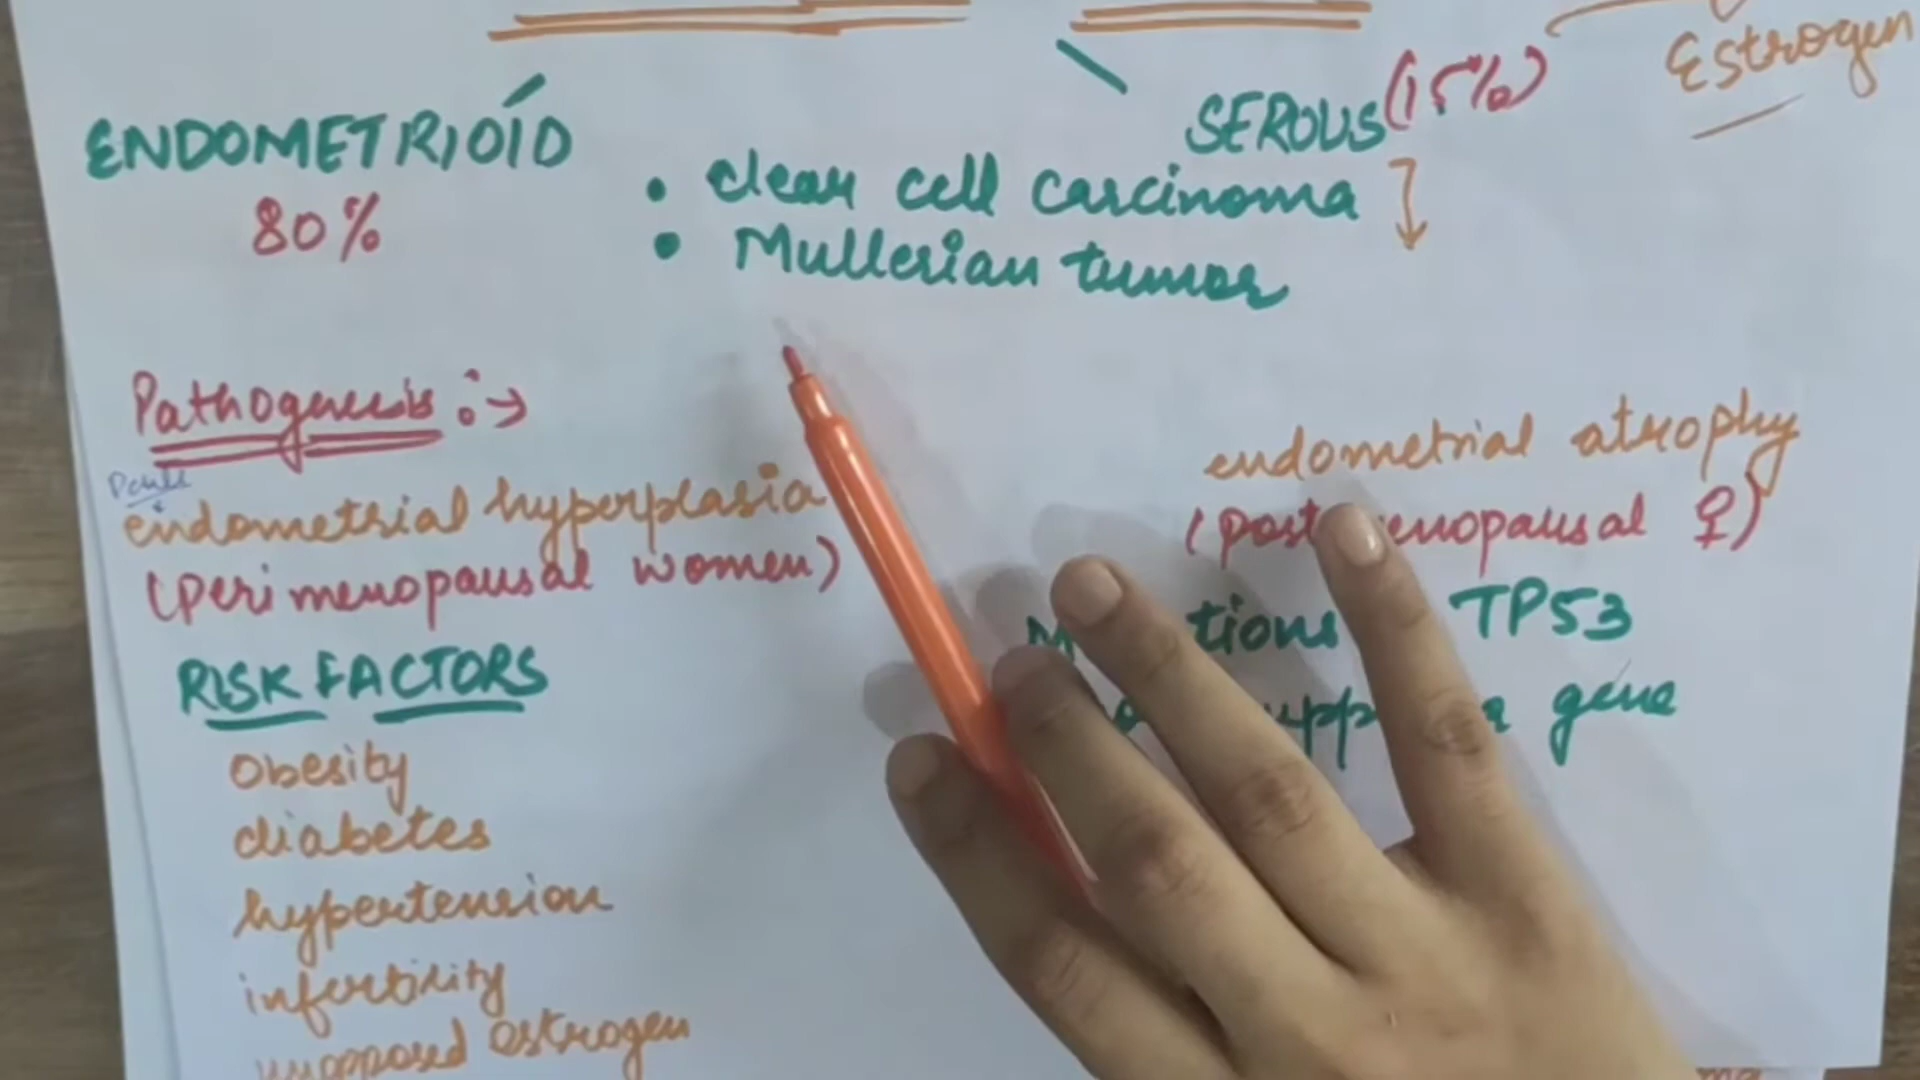 Estrogen
ENDOMETRIOID
80%
SEROUS (15%)
• clear cell carcinoma
• Mullerian tumor
Pathogenesis :→
endometrial hyperplasia
(perimenopausal women)
RISK FACTORS
obesity
diabetes
hypertension
infertility
unopposed estrogen
endometrial atrophy
(postmenopausal ♀)
TP53
gene